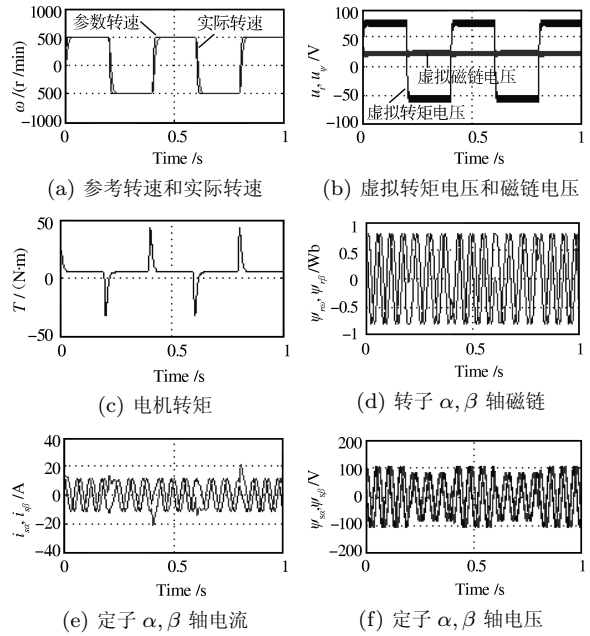 1000
500
0
−500
−1000
ω /(r /min)
参数转速
实际转速
0 0.5 1
Time /s
(a) 参考转速和实际转速
100
50
0
−50
−100
u_t, u_ψ /V
虚拟磁链电压
虚拟转矩电压
0 0.5 1
Time /s
(b) 虚拟转矩电压和磁链电压
50
0
−50
T / (N·m)
0 0.5 1
Time /s
(c) 电机转矩
1
0.5
0
−0.5
−1
ψ_rα, ψ_rβ /Wb
0 0.5 1
Time /s
(d) 转子 α, β 轴磁链
40
20
0
−20
−40
i_sα, i_sβ /A
0 0.5 1
Time /s
(e) 定子 α, β 轴电流
200
100
0
−100
−200
ψ_sα,ψ_sβ/V
0 0.5 1
Time /s
(f) 定子 α, β 轴电压